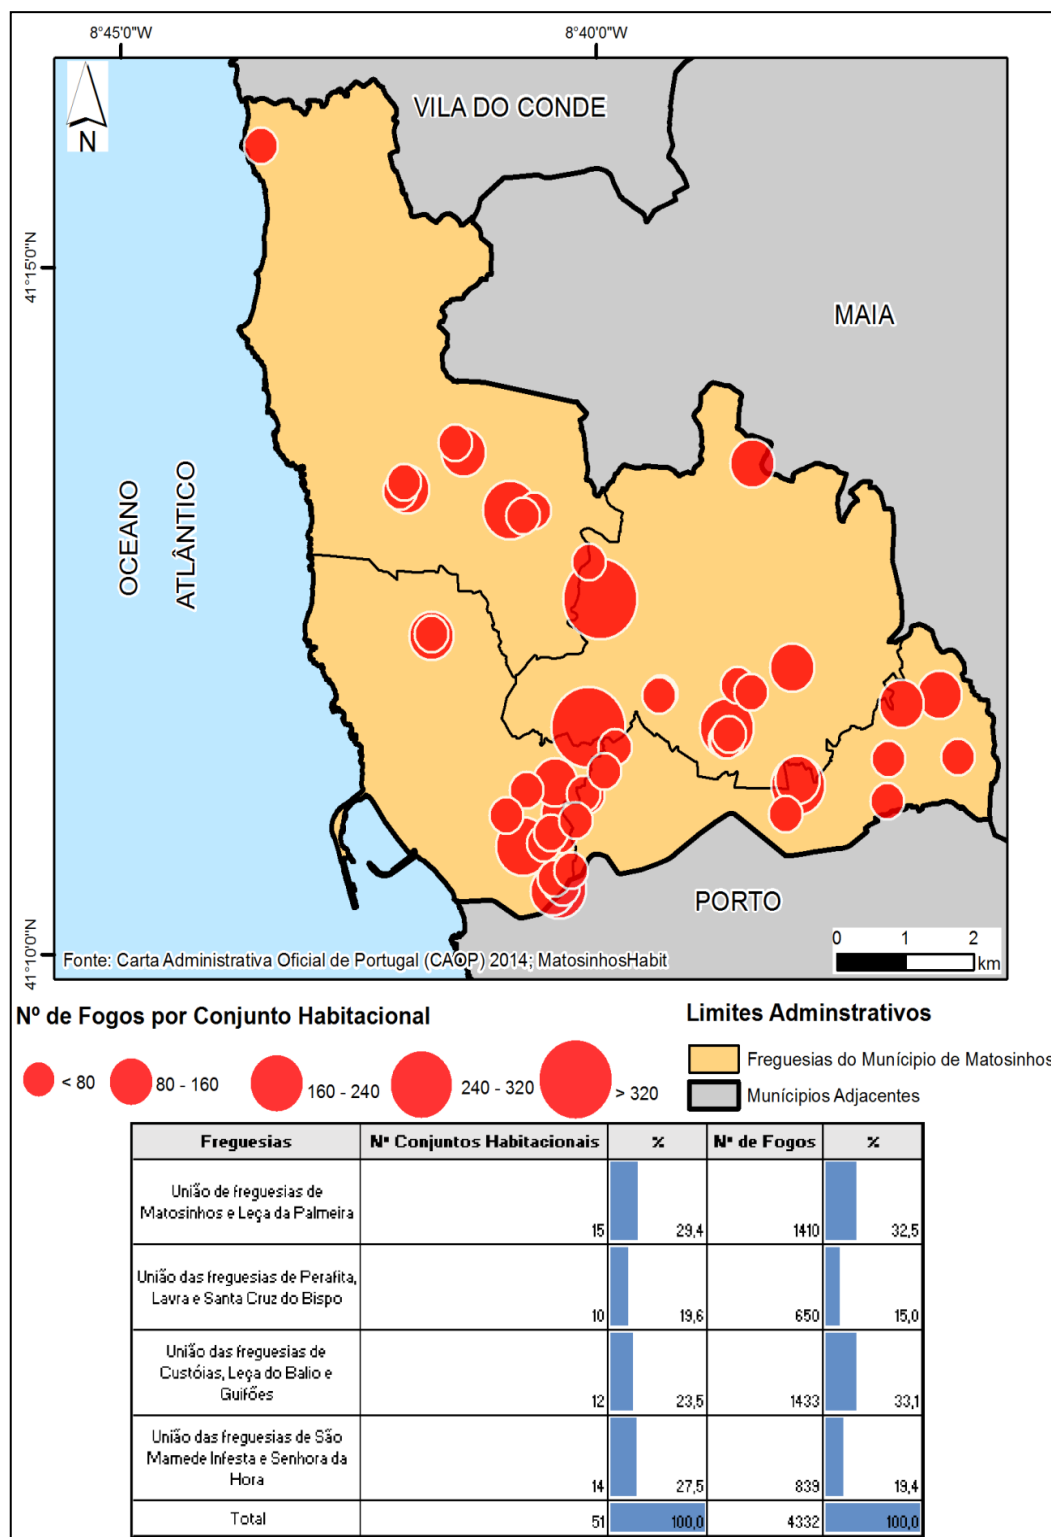 8°45'0"W
8°40'0"W
N
VILA DO CONDE
41°15'0"N
MAIA
OCEANO
ATLÂNTICO
PORTO
0 1 2
km
41°10'0"N
Fonte: Carta Administrativa Oficial de Portugal (CAOP) 2014; MatosinhosHabit
Nº de Fogos por Conjunto Habitacional
< 80
80 - 160
160 - 240
240 - 320
> 320
Limites Adminstrativos
Freguesias do Munícipio de Matosinhos
Munícipios Adjacentes
Freguesias Nº Conjuntos Habitacionais % Nº de Fogos %
União de freguesias de
Matosinhos e Leça da Palmeira
15 29,4 1410 32,5
União das freguesias de Perafita,
Lavra e Santa Cruz do Bispo
10 19,6 650 15,0
União das freguesias de
Custóias, Leça do Balio e
Guifões
12 23,5 1433 33,1
União das freguesias de São
Mamede Infesta e Senhora da
Hora
14 27,5 839 19,4
Total 51 100,0 4332 100,0